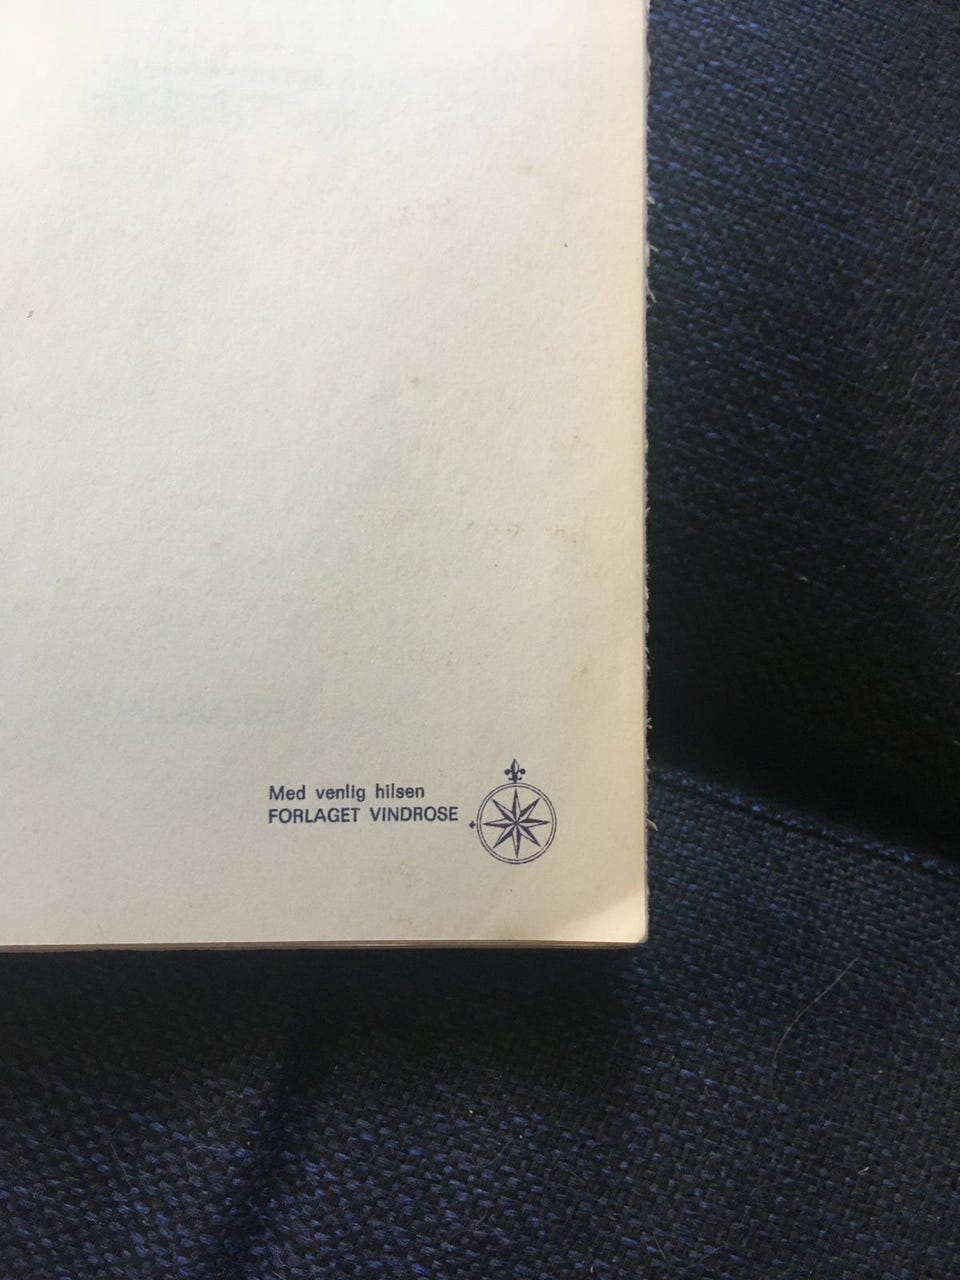 Med venlig hilsen
FORLAGET VINDROSE